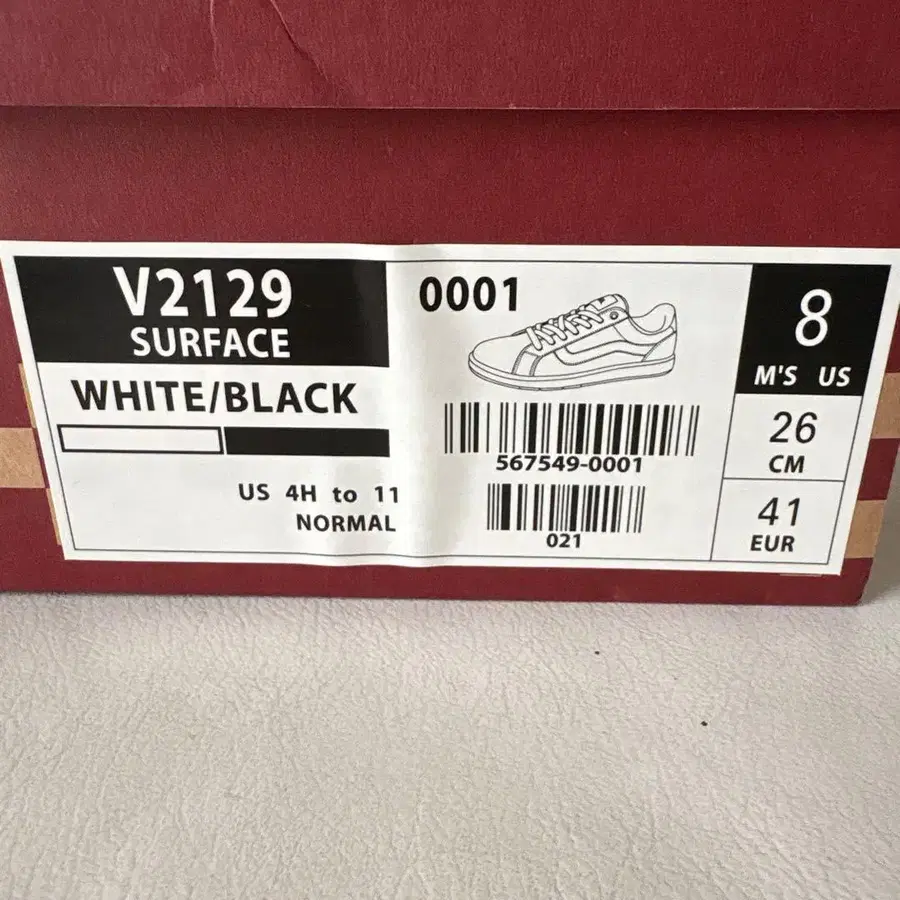 V2129
SURFACE
WHITE/BLACK
US 4H to 11
NORMAL
0001
567549-0001
021
8
M'S US
26
CM
41
EUR